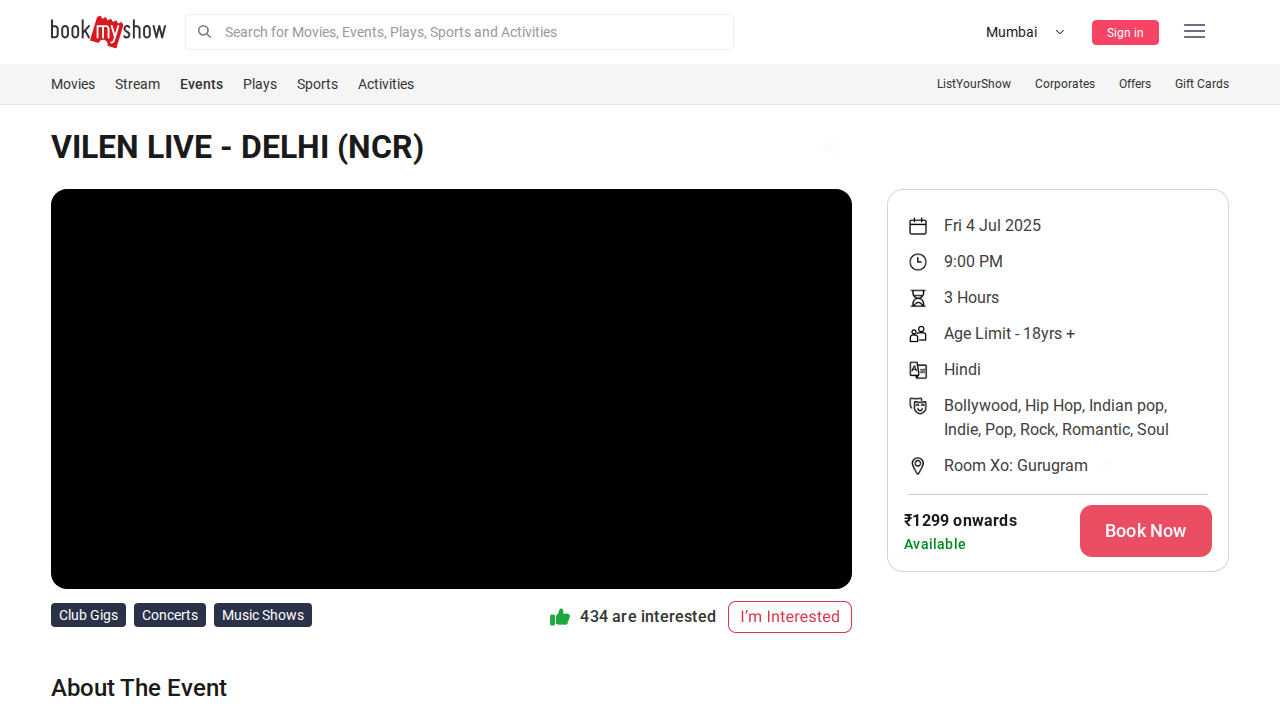 book my show
Search for Movies, Events, Plays, Sports and Activities
Mumbai
Sign in
Movies Stream Events Plays Sports Activities
ListYourShow Corporates Offers Gift Cards
VILEN LIVE - DELHI (NCR)
Fri 4 Jul 2025
9:00 PM
3 Hours
Age Limit - 18yrs +
Hindi
Bollywood, Hip Hop, Indian pop,
Indie, Pop, Rock, Romantic, Soul
Room Xo: Gurugram
₹1299 onwards
Available
Book Now
Club Gigs Concerts Music Shows
434 are interested
I’m Interested
About The Event